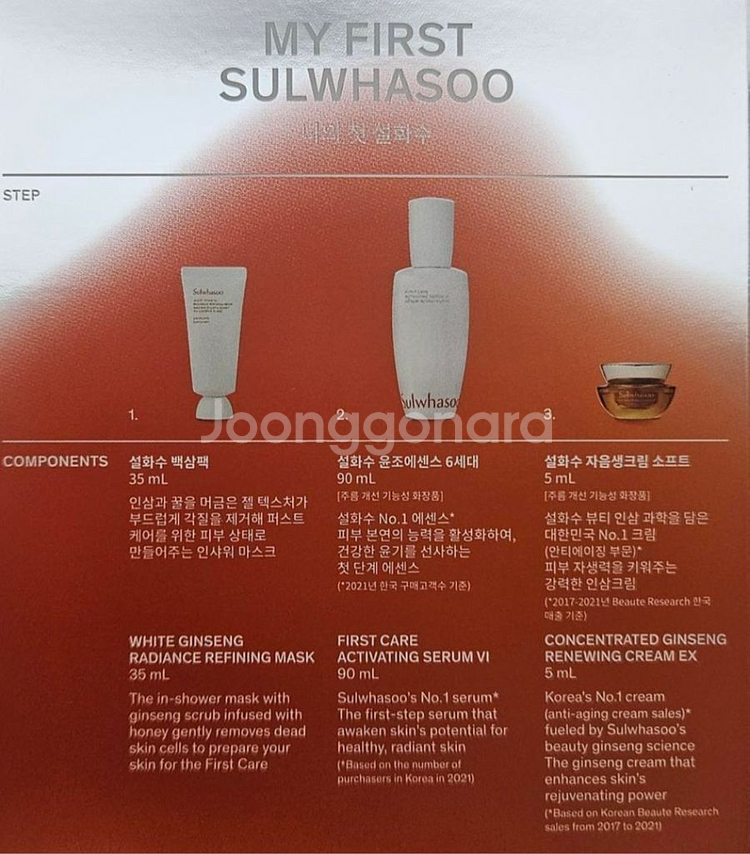 MY FIRST
SULWHASOO
나의 첫 설화수
STEP
Sulwhasoo
Sulwhasoo
Sulwhasoo
1.
2.
3.
Joonggonara
COMPONENTS
설화수 백삼팩
35 mL
인삼과 꿀을 머금은 젤 텍스처가
부드럽게 각질을 제거해 퍼스트
케어를 위한 피부 상태로
만들어주는 인샤워 마스크
설화수 윤조에센스 6세대
90 mL
[주름 개선 기능성 화장품]
설화수 No.1 에센스*
피부 본연의 능력을 활성화하여,
건강한 윤기를 선사하는
첫 단계 에센스
(*2021년 한국 구매고객수 기준)
설화수 자음생크림 소프트
5 mL
[주름 개선 기능성 화장품]
설화수 뷰티 인삼 과학을 담은
대한민국 No.1 크림
(안티에이징 부문)*
피부 자생력을 키워주는
강력한 인삼크림
(*2017-2021년 Beaute Research 한국
매출 기준)
WHITE GINSENG
RADIANCE REFINING MASK
35 mL
The in-shower mask with
ginseng scrub infused with
honey gently removes dead
skin cells to prepare your
skin for the First Care
FIRST CARE
ACTIVATING SERUM VI
90 mL
Sulwhasoo's No.1 serum*
The first-step serum that
awaken skin's potential for
healthy, radiant skin
(*Based on the number of
purchasers in Korea in 2021)
CONCENTRATED GINSENG
RENEWING CREAM EX
5 mL
Korea's No.1 cream
(anti-aging cream sales)*
fueled by Sulwhasoo's
beauty ginseng science
The ginseng cream that
enhances skin's
rejuvenating power
(*Based on Korean Beaute Research
sales from 2017 to 2021)